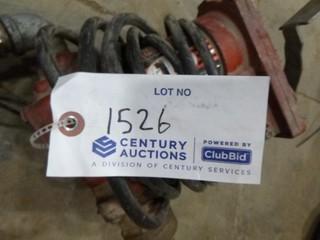 LOT NO
1526
CENTURY AUCTIONS
POWERED BY
ClubBid
A DIVISION OF CENTURY SERVICES